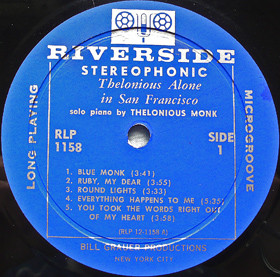 RIVERSIDE
STEREOPHONIC
Thelonious Alone
in San Francisco
solo piano by THELONIOUS MONK
LONG PLAYING
MICROGROOVE
RLP
1158
SIDE
1
1. BLUE MONK (3:41)
2. RUBY, MY DEAR (3:55)
3. ROUND LIGHTS (3:33)
4. EVERYTHING HAPPENS TO ME (5:35)
5. YOU TOOK THE WORDS RIGHT OUT
OF MY HEART (3:58)
(RLP 12-1158 A)
BILL GRAUER PRODUCTIONS
NEW YORK CITY